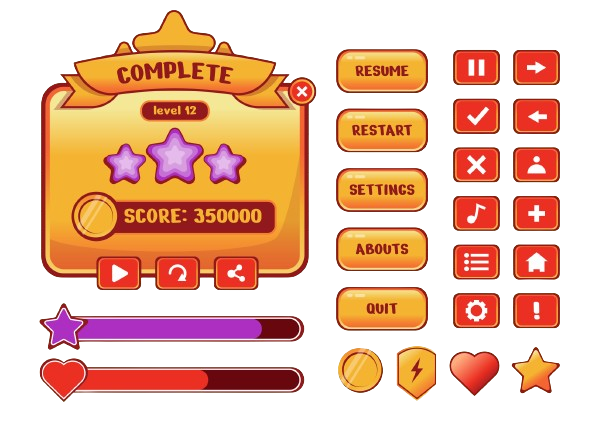 COMPLETE
level 12
SCORE: 350000
RESUME
RESTART
SETTINGS
ABOUTS
QUIT